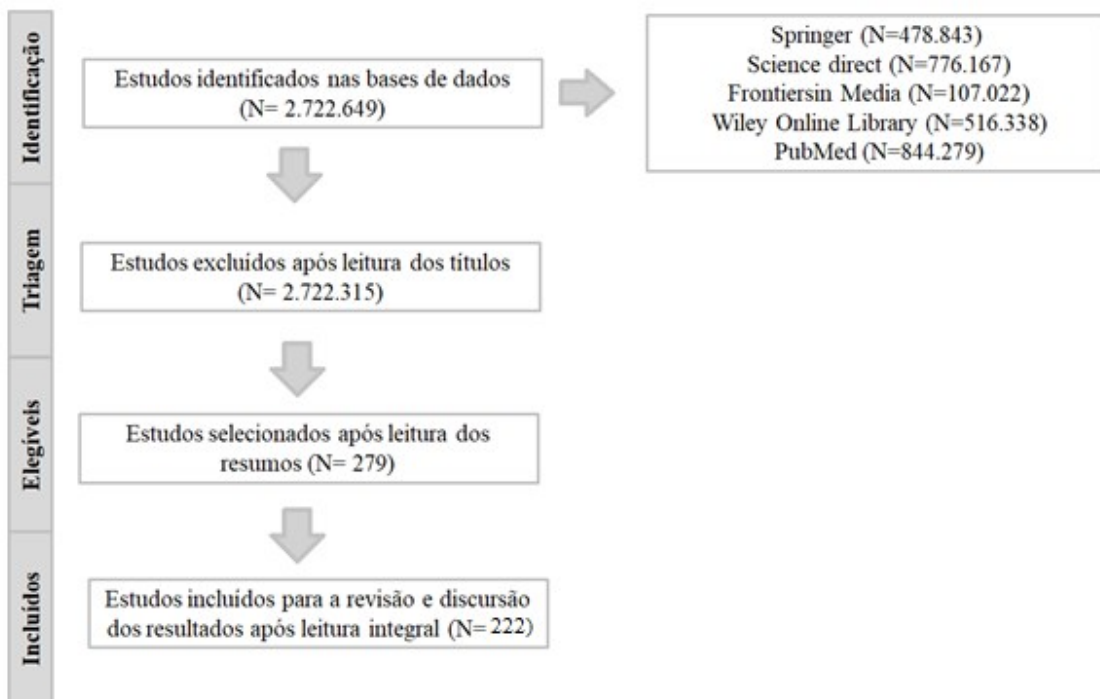 Identificação
Estudos identificados nas bases de dados
(N= 2.722.649)
Springer (N=478.843)
Science direct (N=776.167)
Frontiersin Media (N=107.022)
Wiley Online Library (N=516.338)
PubMed (N=844.279)
Triagem
Estudos excluídos após leitura dos títulos
(N= 2.722.315)
Elegíveis
Estudos selecionados após leitura dos
resumos (N= 279)
Incluídos
Estudos incluídos para a revisão e discursão
dos resultados após leitura integral (N= 222)